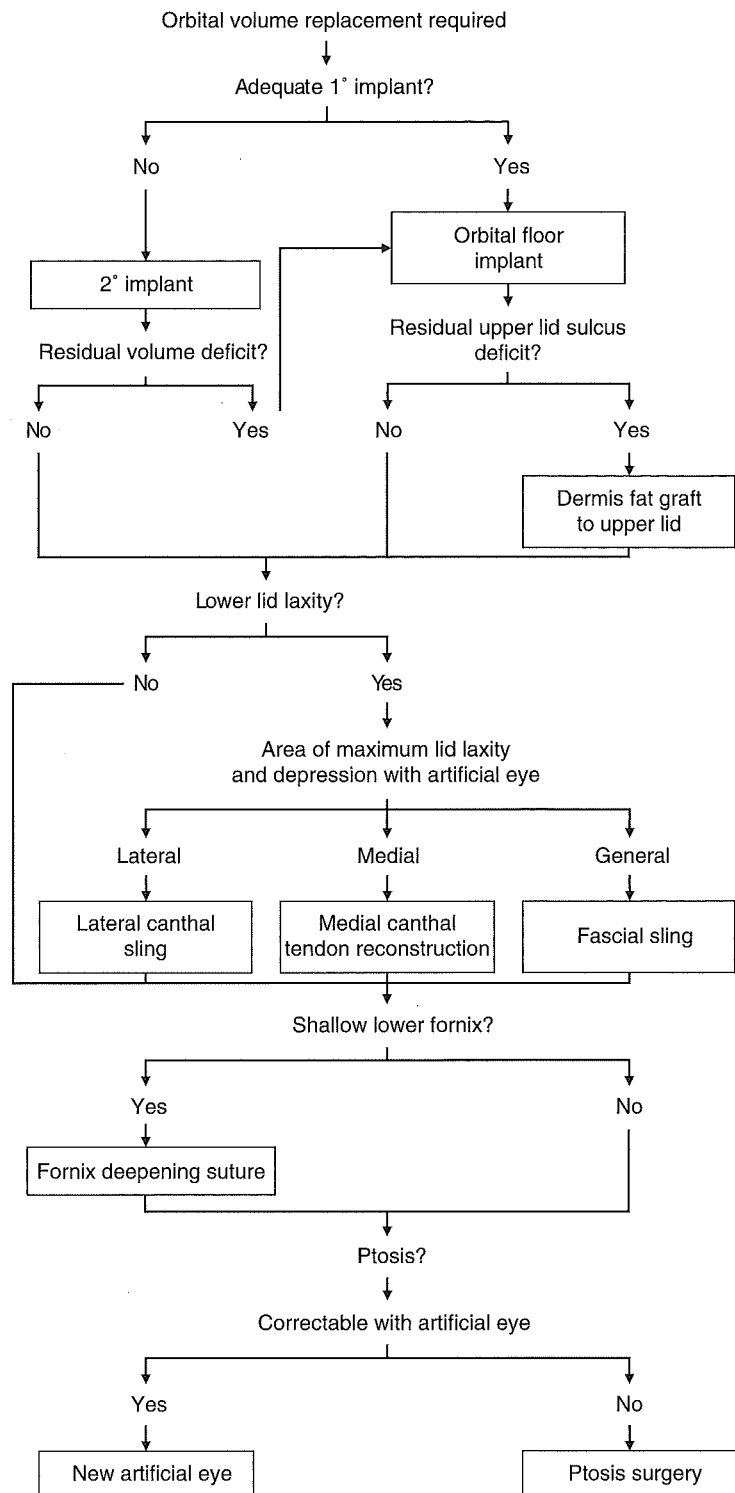 Orbital volume replacement required
Adequate 1° implant?
No
Yes
Orbital floor
implant
2° implant
Residual upper lid sulcus
deficit?
Residual volume deficit?
No
Yes
No
Yes
Dermis fat graft
to upper lid
Lower lid laxity?
No
Yes
Area of maximum lid laxity
and depression with artificial eye
Lateral
Medial
General
Lateral canthal
sling
Medial canthal
tendon reconstruction
Fascial sling
Shallow lower fornix?
Yes
No
Fornix deepening suture
Ptosis?
Correctable with artificial eye
Yes
No
New artificial eye
Ptosis surgery